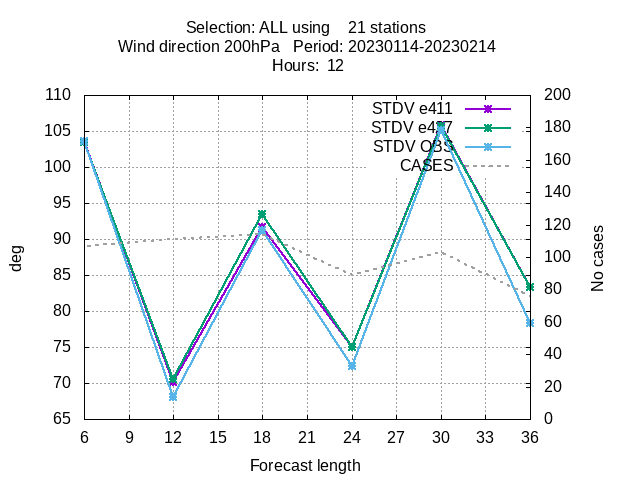 Selection: ALL using    21 stations
Wind direction 200hPa   Period: 20230114-20230214
Hours:  12
110
105
100
95
90
85
80
75
70
65
200
180
160
140
120
100
80
60
40
20
0
STDV e411
STDV
STDV OBS
CASES
deg
No cases
6 9 12 15 18 21 24 27 30 33 36
Forecast length